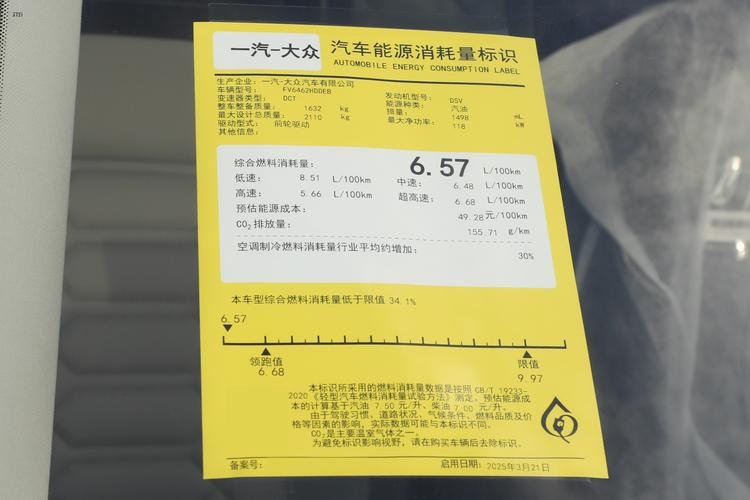 一汽-大众 汽车能源消耗量标识
AUTOMOBILE ENERGY CONSUMPTION LABEL
生产企业: 一汽-大众汽车有限公司
车辆型号: FV6462HDDEB 发动机型号: DSV
变速器类型: DCT 能源种类: 汽油
整车整备质量: 1632 kg 排量: 1498 mL
最大设计总质量: 2110 kg 最大净功率: 118 kW
驱动型式: 前轮驱动
其他信息:
综合燃料消耗量: 6.57 L/100km
低速: 8.51 L/100km 中速: 6.48 L/100km
高速: 5.66 L/100km 超高速: 6.68 L/100km
预估能源成本: 49.28 元/100km
CO₂排放量: 155.71 g/km
空调制冷燃料消耗量行业平均约增加: 30%
本车型综合燃料消耗量低于限值 34.1%
6.57
领跑值 限值
6.68 9.97
本标识所采用的燃料消耗量数据是按照 GB/T 19233-
2020《轻型汽车燃料消耗量试验方法》测定。预估能源成
本的计算基于汽油 7.50 元/升、柴油 7.00 元/升。
由于驾驶习惯、道路状况、气候条件、燃料品质及价
格等因素的影响,实际数据可能与本标识不同。
CO₂是主要温室气体之一。
为避免标识影响视野,请在购买车辆后去除标识。
备案号: 启用日期: 2025年3月21日